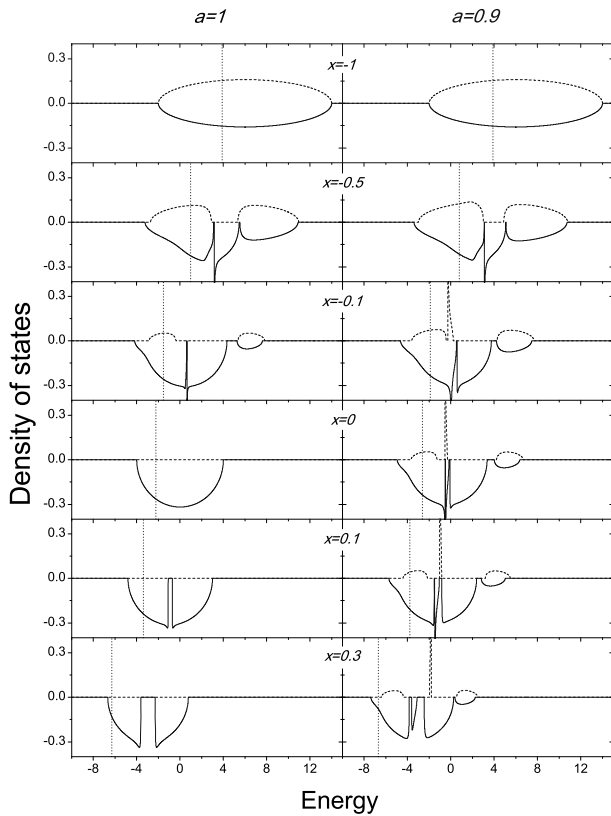 a=1 a=0.9
0.3
x=-1
0.0
-0.3
x=-0.5
0.0
-0.3
x=-0.1
0.3
0.0
-0.3
x=0
0.3
0.0
-0.3
x=0.1
0.3
0.0
-0.3
x=0.3
0.3
0.0
-0.3
-8 -4 0 4 8 12 -8 -4 0 4 8 12
Density of states
Energy